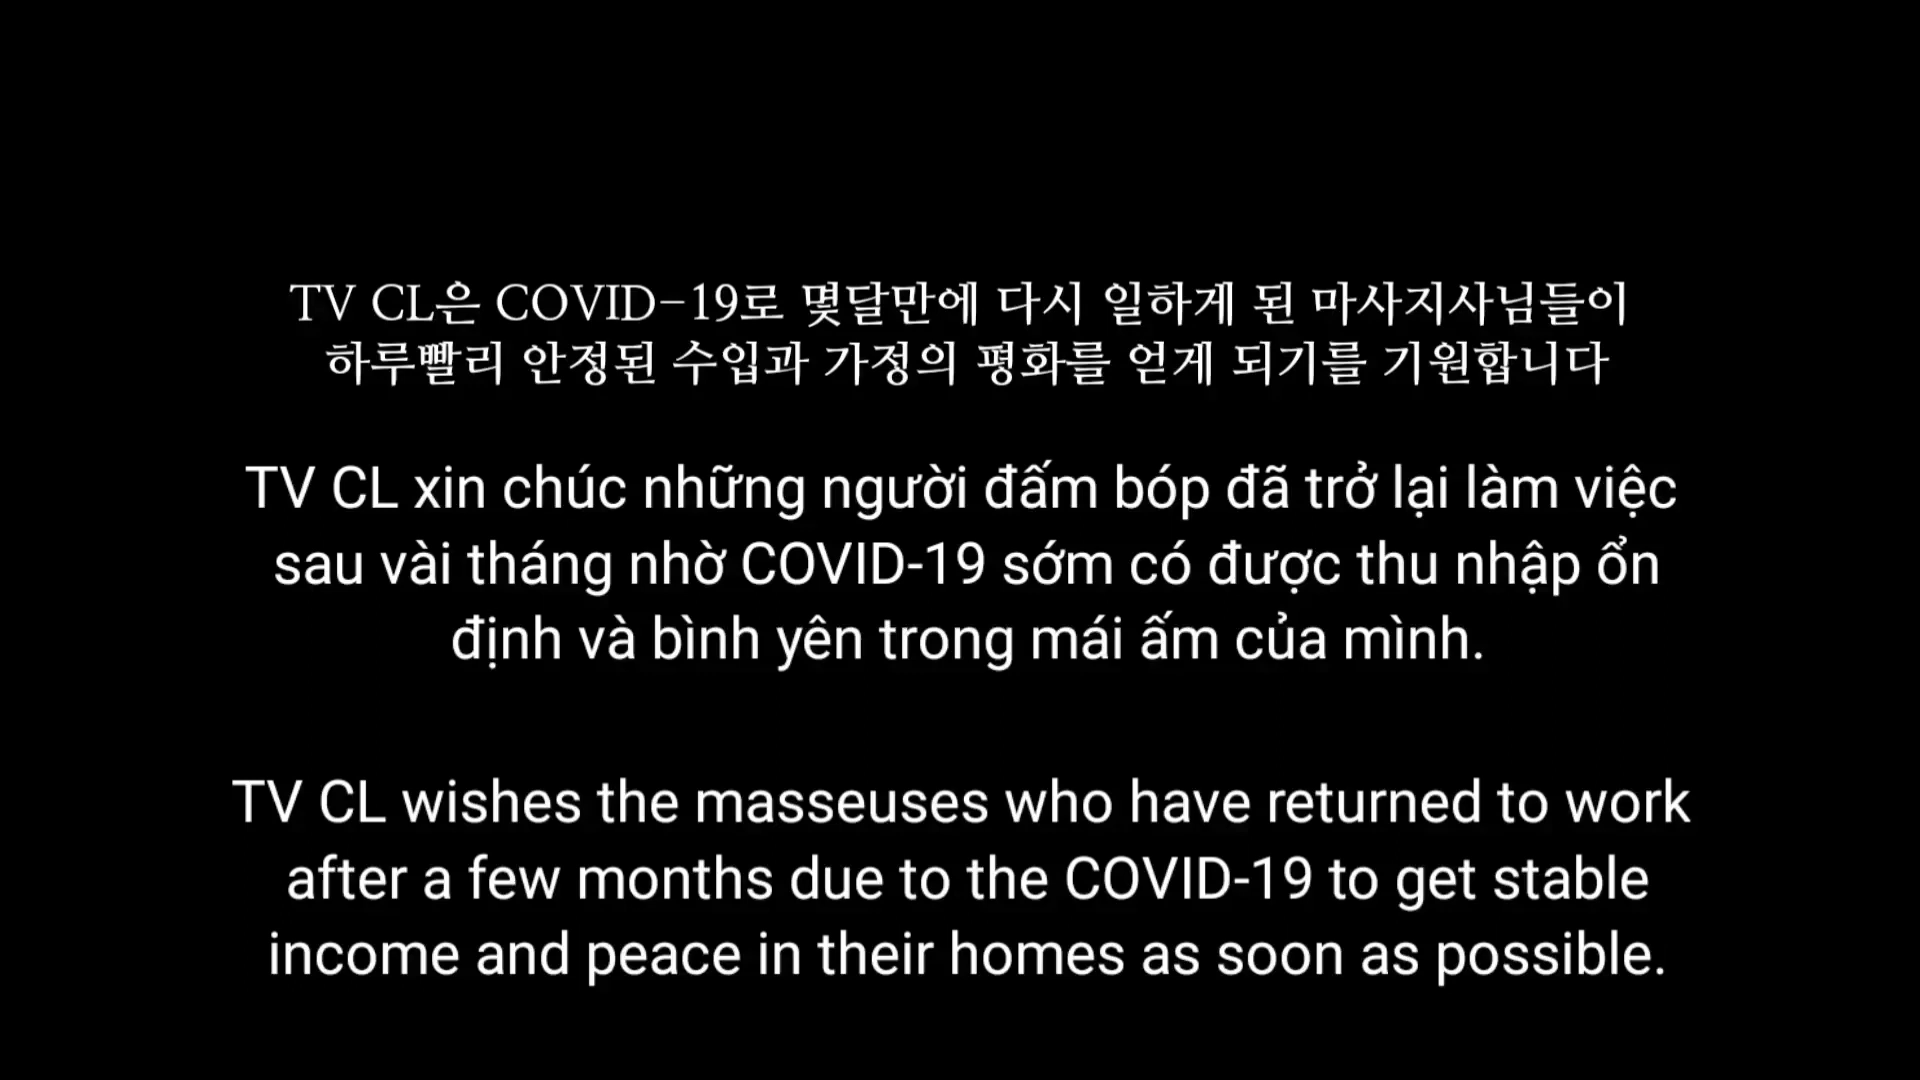 TV CL은 COVID-19로 몇달만에 다시 일하게 된 마사지사님들이
하루빨리 안정된 수입과 가정의 평화를 얻게 되기를 기원합니다
TV CL xin chúc những người đấm bóp đã trở lại làm việc
sau vài tháng nhờ COVID-19 sớm có được thu nhập ổn
định và bình yên trong mái ấm của mình.
TV CL wishes the masseuses who have returned to work
after a few months due to the COVID-19 to get stable
income and peace in their homes as soon as possible.